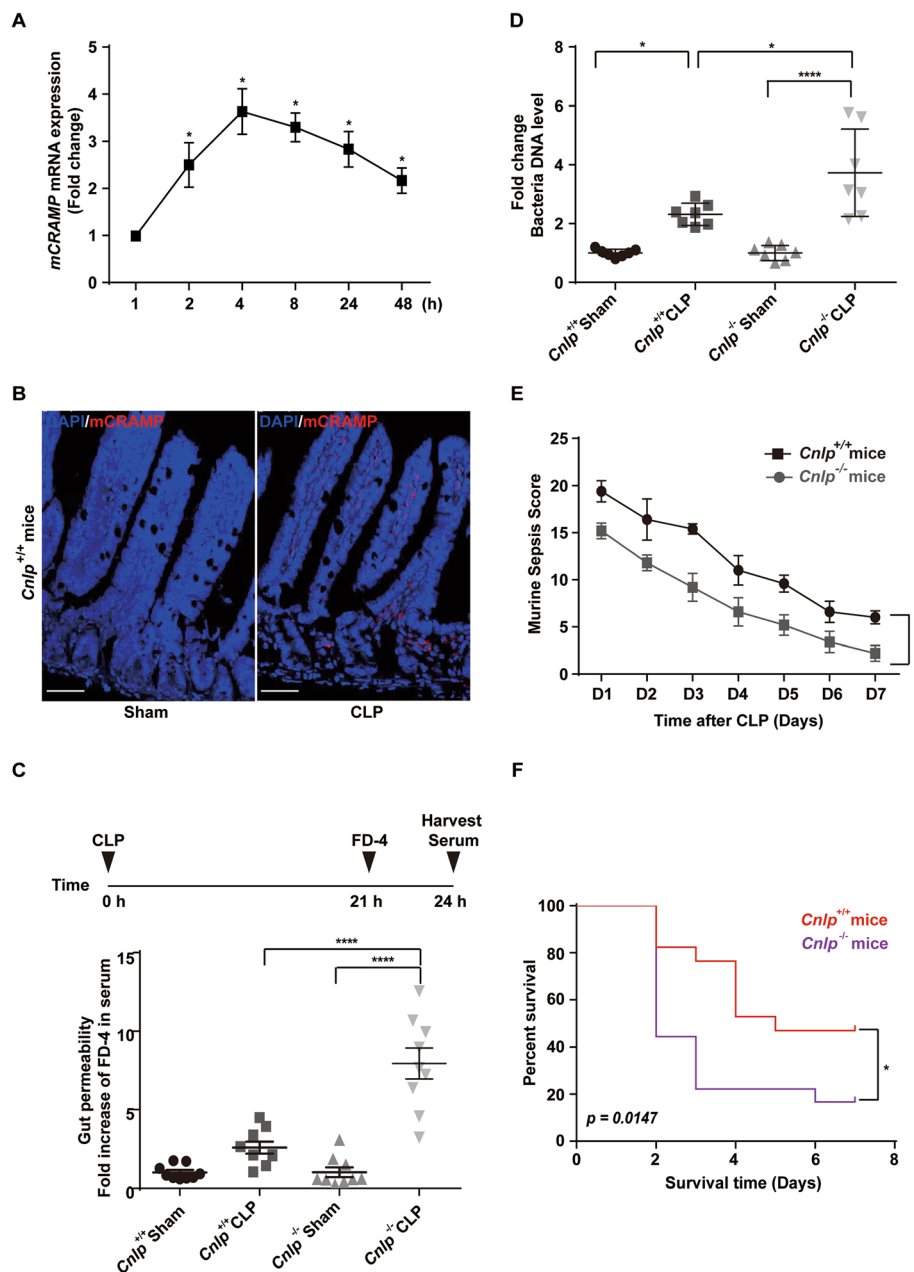 A
mCRAMP mRNA expression
(Fold change)
5
4
3
2
1
0
*
*
*
*
*
1 2 4 8 24 48 (h)
B
DAPI/mCRAMP
DAPI/mCRAMP
Cnlp+/+ mice
Sham
CLP
C
CLP
FD-4
Harvest
Serum
Time
0 h
21 h
24 h
Gut permeability
Fold increase of FD-4 in serum
15
10
5
0
****
****
Cnlp+/+ Sham
Cnlp+/+ CLP
Cnlp-/- Sham
Cnlp-/- CLP
D
Fold change
Bacteria DNA level
8
6
4
2
0
*
*
****
Cnlp+/+ Sham
Cnlp+/+ CLP
Cnlp-/- Sham
Cnlp-/- CLP
E
Murine Sepsis Score
25
20
15
10
5
0
Cnlp+/+ mice
Cnlp-/- mice
D1 D2 D3 D4 D5 D6 D7
Time after CLP (Days)
F
Percent survival
100
80
60
40
20
0
Cnlp+/+ mice
Cnlp-/- mice
*
p = 0.0147
0 2 4 6 8
Survival time (Days)